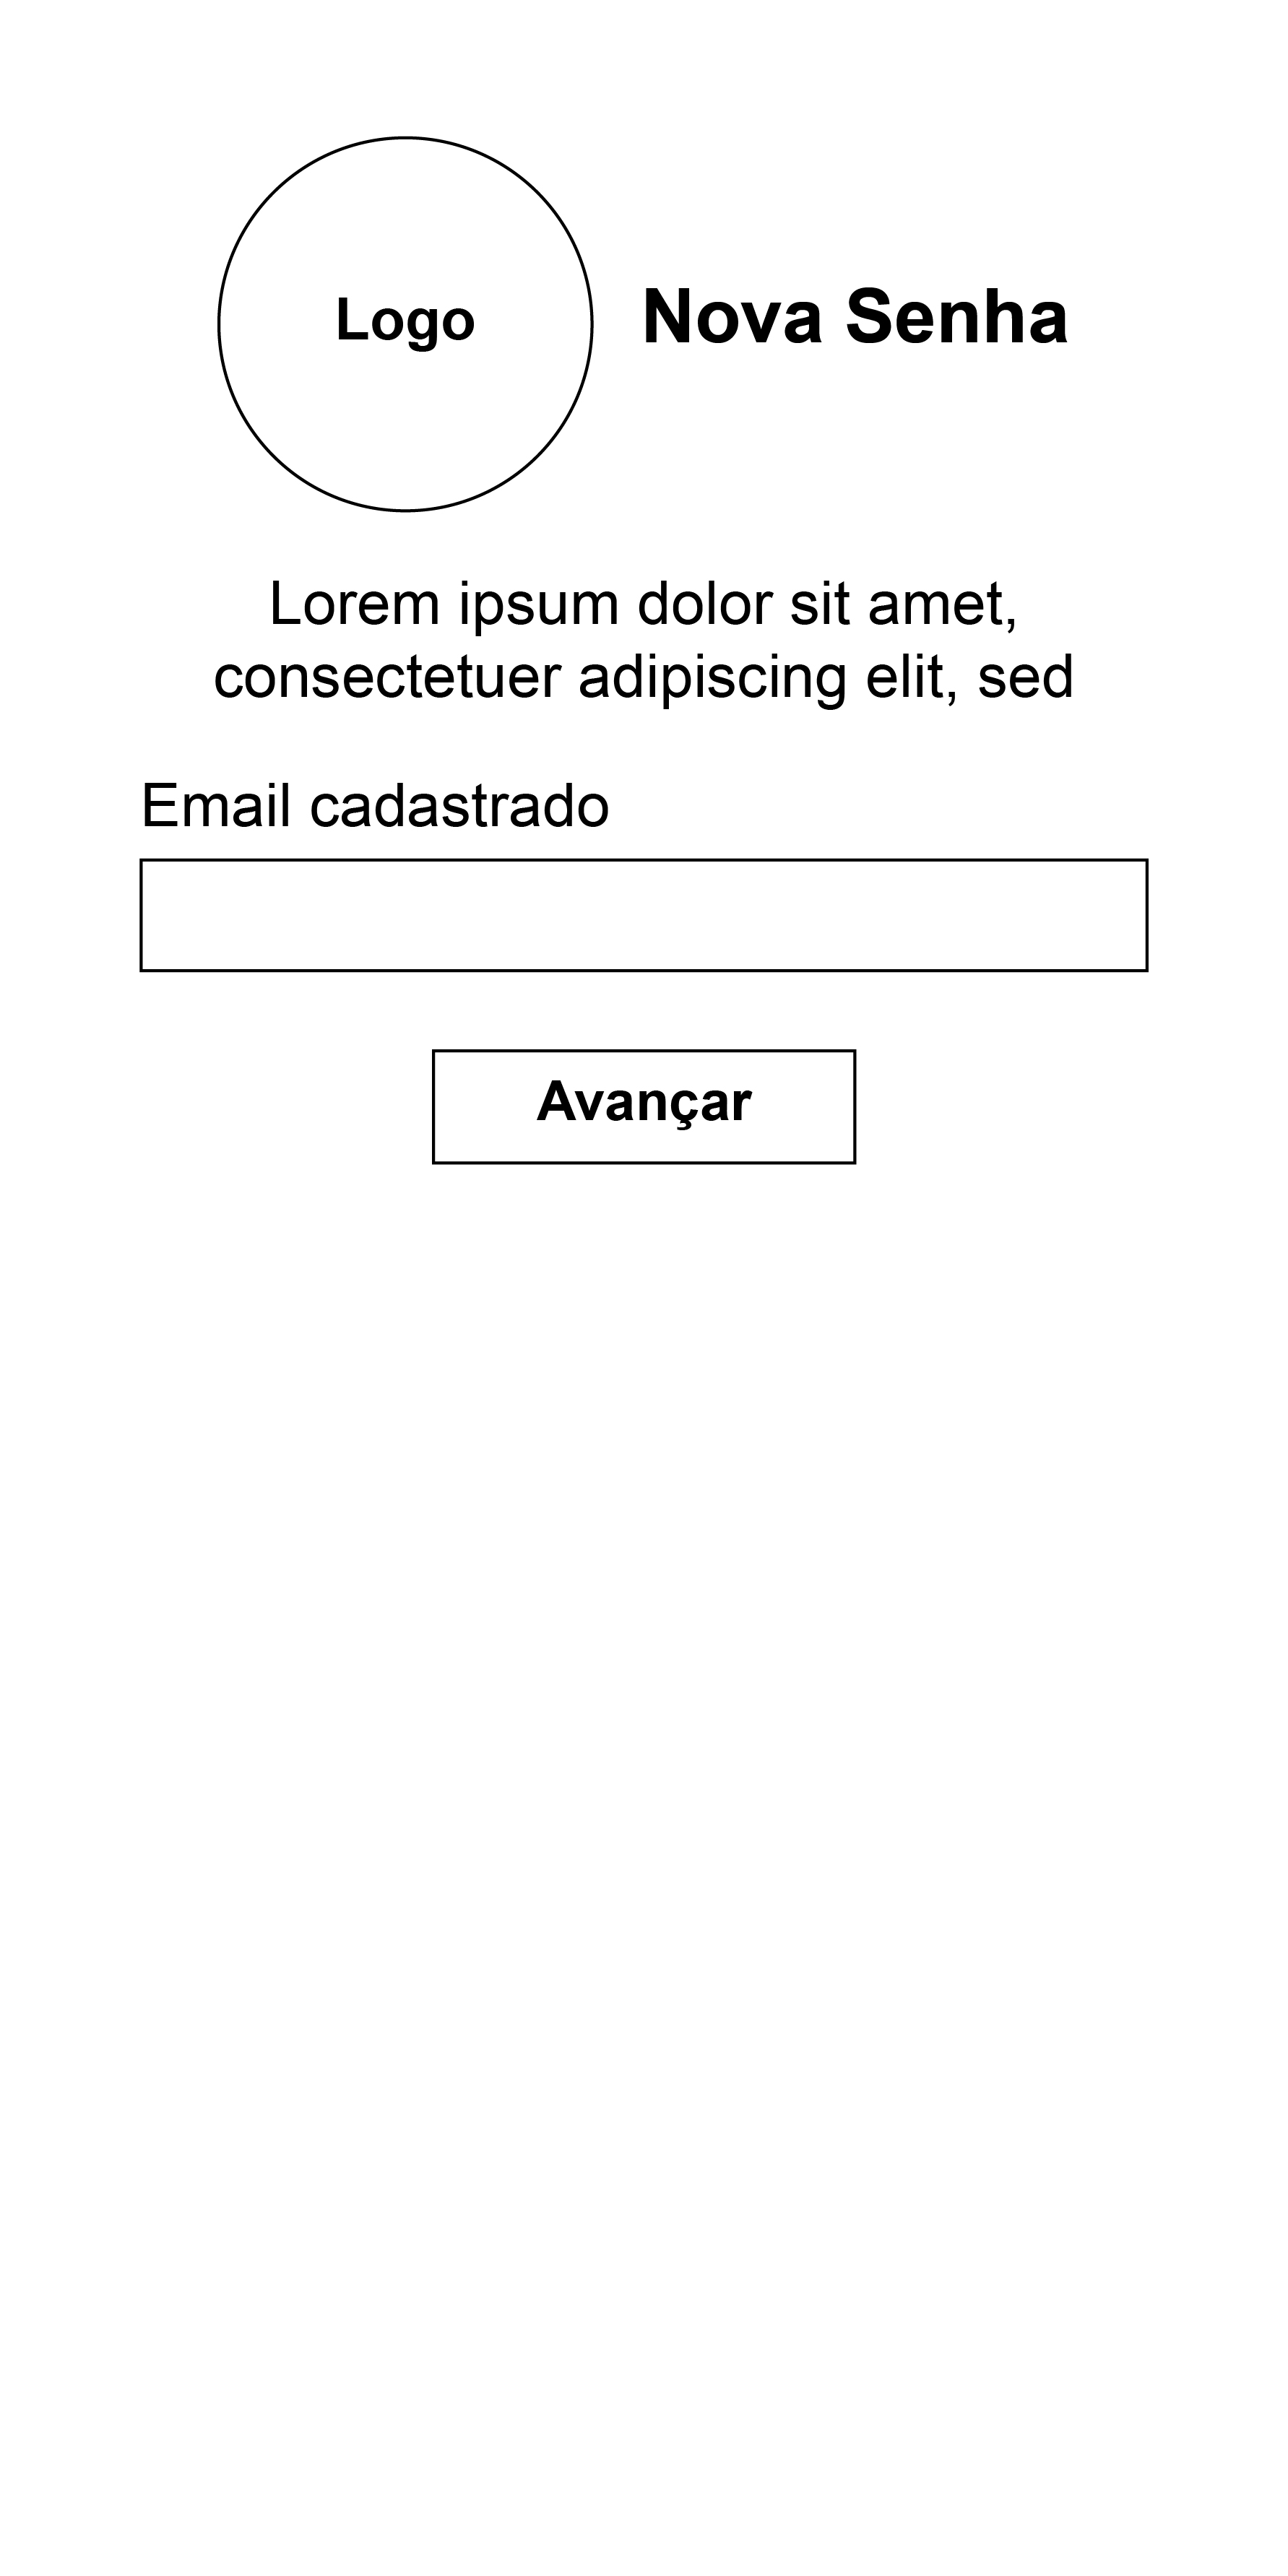 Logo
Nova Senha
Lorem ipsum dolor sit amet,
consectetuer adipiscing elit, sed
Email cadastrado
Avançar